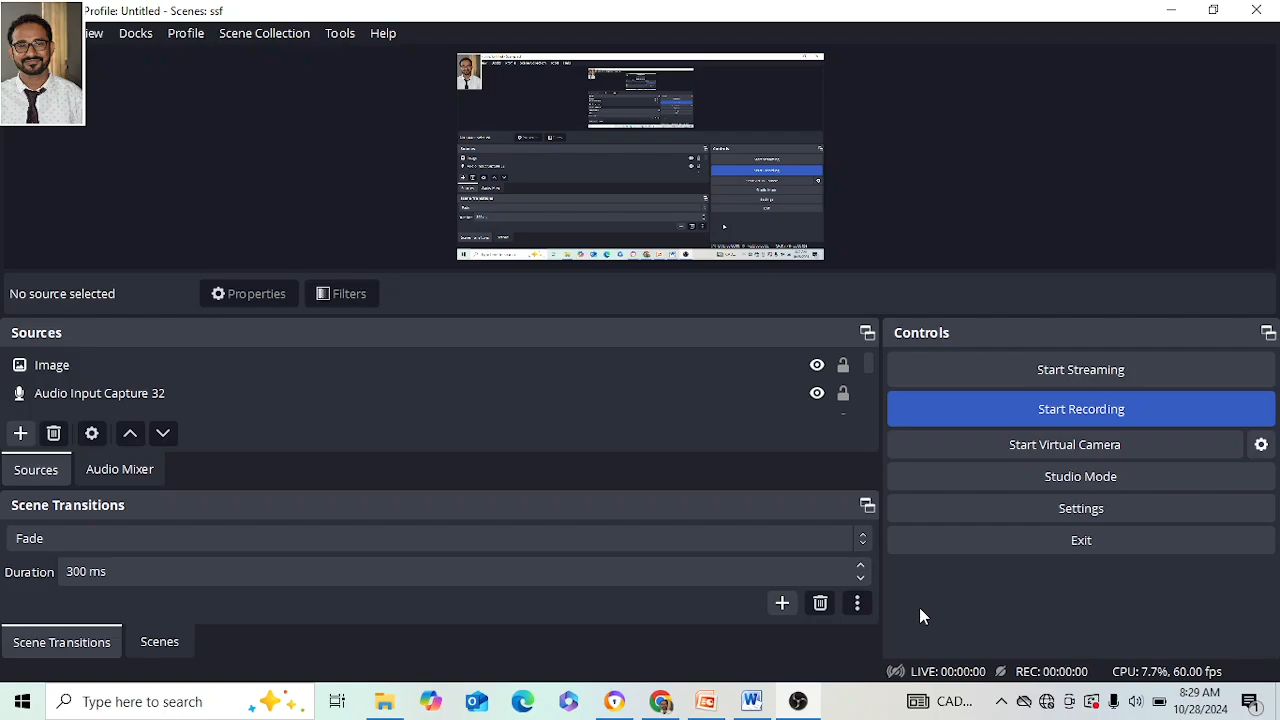 Profile: Untitled - Scenes: ssf
Docks Profile Scene Collection Tools Help
No source selected
Properties
Filters
Sources
Image
Audio Input Capture 32
Sources
Audio Mixer
Scene Transitions
Fade
Duration 300 ms
Scene Transitions
Scenes
Controls
Start Streaming
Start Recording
Start Virtual Camera
Studio Mode
Settings
Exit
LIVE: 00:00:00 REC: 00:00:00 CPU: 7.7%, 60.00 fps
Type here to search
CAD...
8:29 AM
10/28/2024